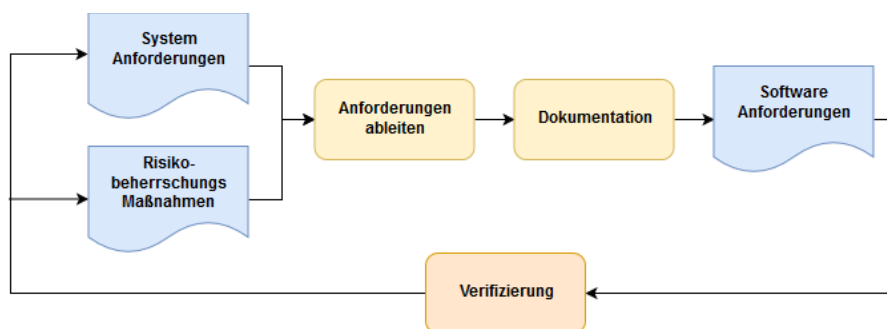 System
Anforderungen
Risiko-
beherrschungs
Maßnahmen
Anforderungen
ableiten
Dokumentation
Software
Anforderungen
Verifizierung